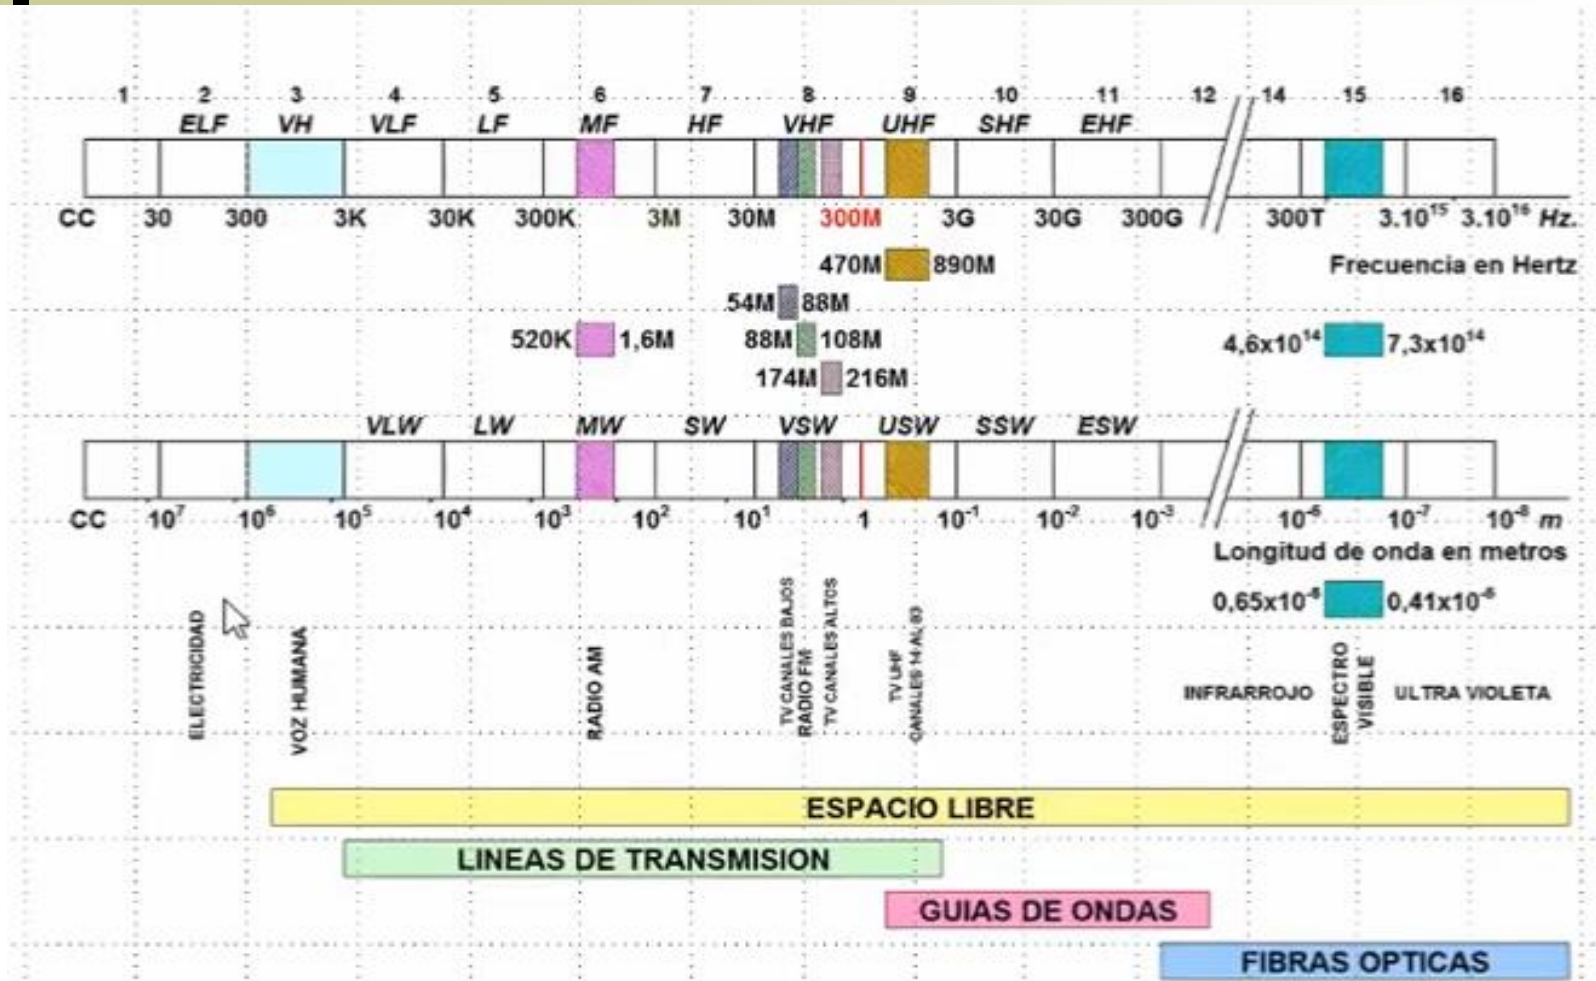 1 2 3 4 5 6 7 8 9 10 11 12 14 15 16
ELF VH VLF LF MF HF VHF UHF SHF EHF
CC 30 300 3K 30K 300K 3M 30M 300M 3G 30G 300G 300T 3.10¹⁵ 3.10¹⁶ Hz.
470M 890M Frecuencia en Hertz
54M 88M
520K 1,6M 88M 108M 4,6x10¹⁴ 7,3x10¹⁴
174M 216M
VLW LW MW SW VSW USW SSW ESW
CC 10⁷ 10⁶ 10⁵ 10⁴ 10³ 10² 10¹ 1 10⁻¹ 10⁻² 10⁻³ 10⁻⁶ 10⁻⁷ 10⁻⁸ m
Longitud de onda en metros
0,65x10⁻⁶ 0,41x10⁻⁶
ELECTRICIDAD
VOZ HUMANA
RADIO AM
TV CANALES BAJOS
RADIO FM
TV CANALES ALTOS
TV UHF
CANALES 14 AL 83
INFRARROJO
ESPECTRO
VISIBLE
ULTRA VIOLETA
ESPACIO LIBRE
LINEAS DE TRANSMISION
GUIAS DE ONDAS
FIBRAS OPTICAS